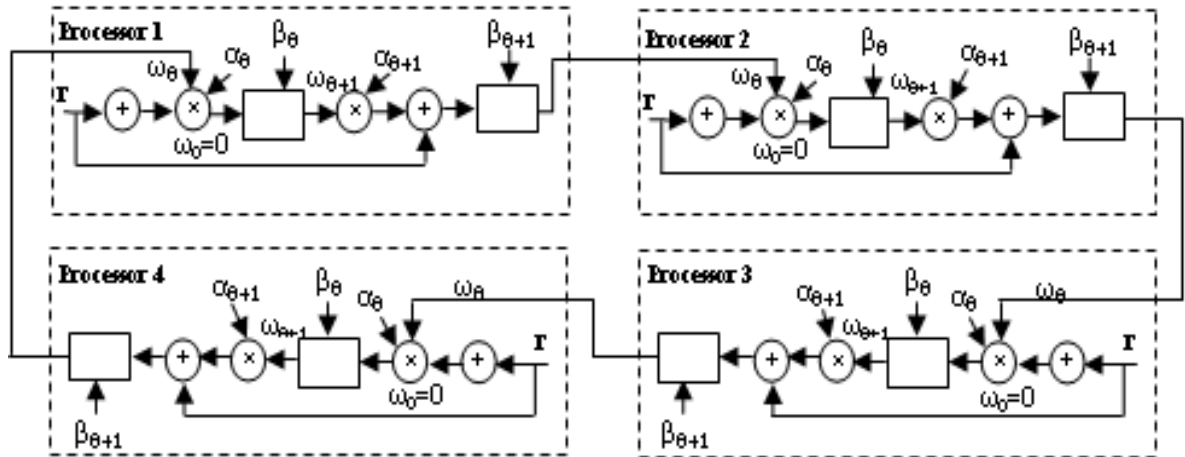 Processor 1
β_θ
β_θ+1
ω_θ
α_θ
ω_θ+1
α_θ+1
r
+
×
×
+
ω_0=0
Processor 2
β_θ
β_θ+1
ω_θ
α_θ
ω_θ+1
α_θ+1
r
+
×
×
+
ω_0=0
Processor 4
α_θ+1
β_θ
α_θ
ω_θ
ω_θ+1
r
+
×
×
+
ω_0=0
β_θ+1
Processor 3
α_θ+1
β_θ
α_θ
ω_θ
ω_θ+1
r
+
×
×
+
ω_0=0
β_θ+1